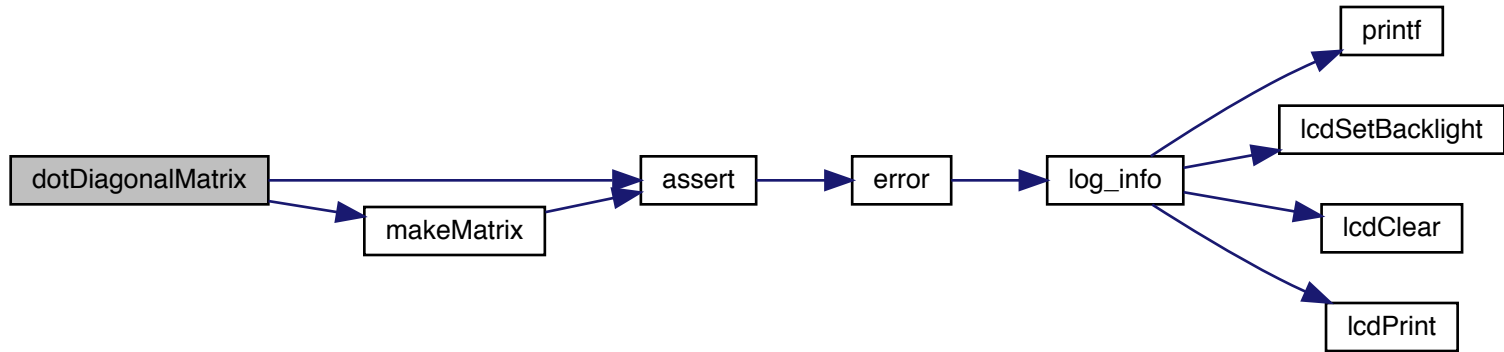 dotDiagonalMatrix
makeMatrix
assert
error
log_info
printf
lcdSetBacklight
lcdClear
lcdPrint